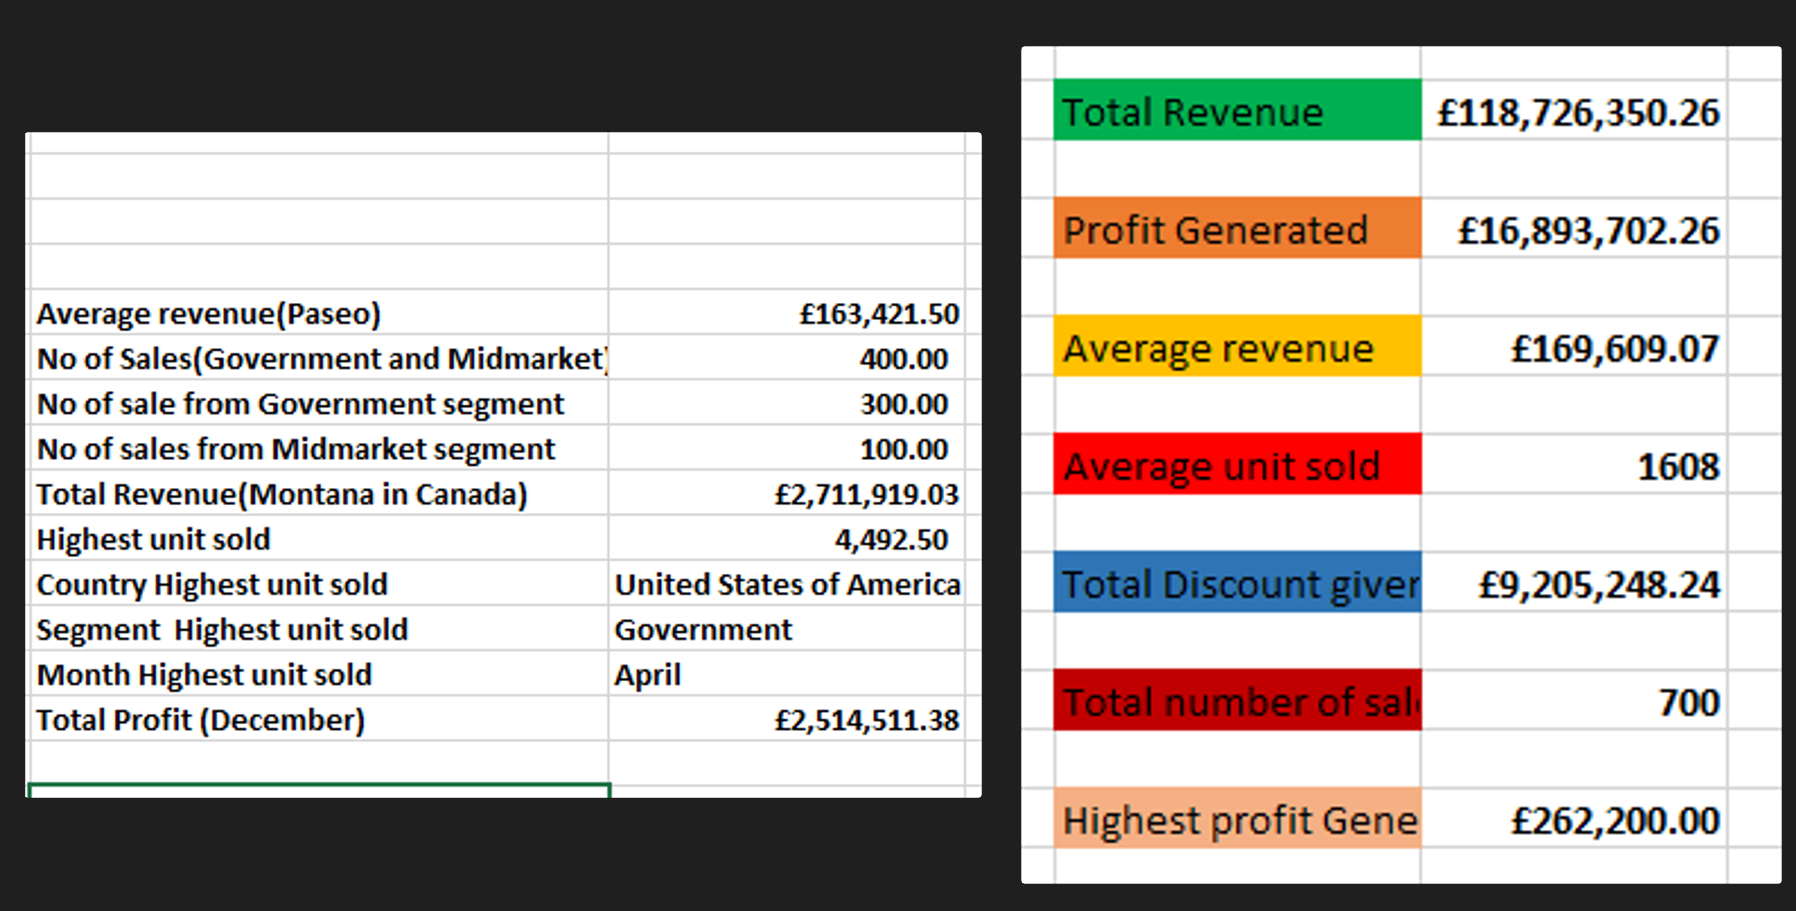 Average revenue(Paseo) £163,421.50
No of Sales(Government and Midmarket) 400.00
No of sale from Government segment 300.00
No of sales from Midmarket segment 100.00
Total Revenue(Montana in Canada) £2,711,919.03
Highest unit sold 4,492.50
Country Highest unit sold United States of America
Segment  Highest unit sold Government
Month Highest unit sold April
Total Profit (December) £2,514,511.38
Total Revenue £118,726,350.26
Profit Generated £16,893,702.26
Average revenue £169,609.07
Average unit sold 1608
Total Discount giver £9,205,248.24
Total number of sal 700
Highest profit Gene £262,200.00